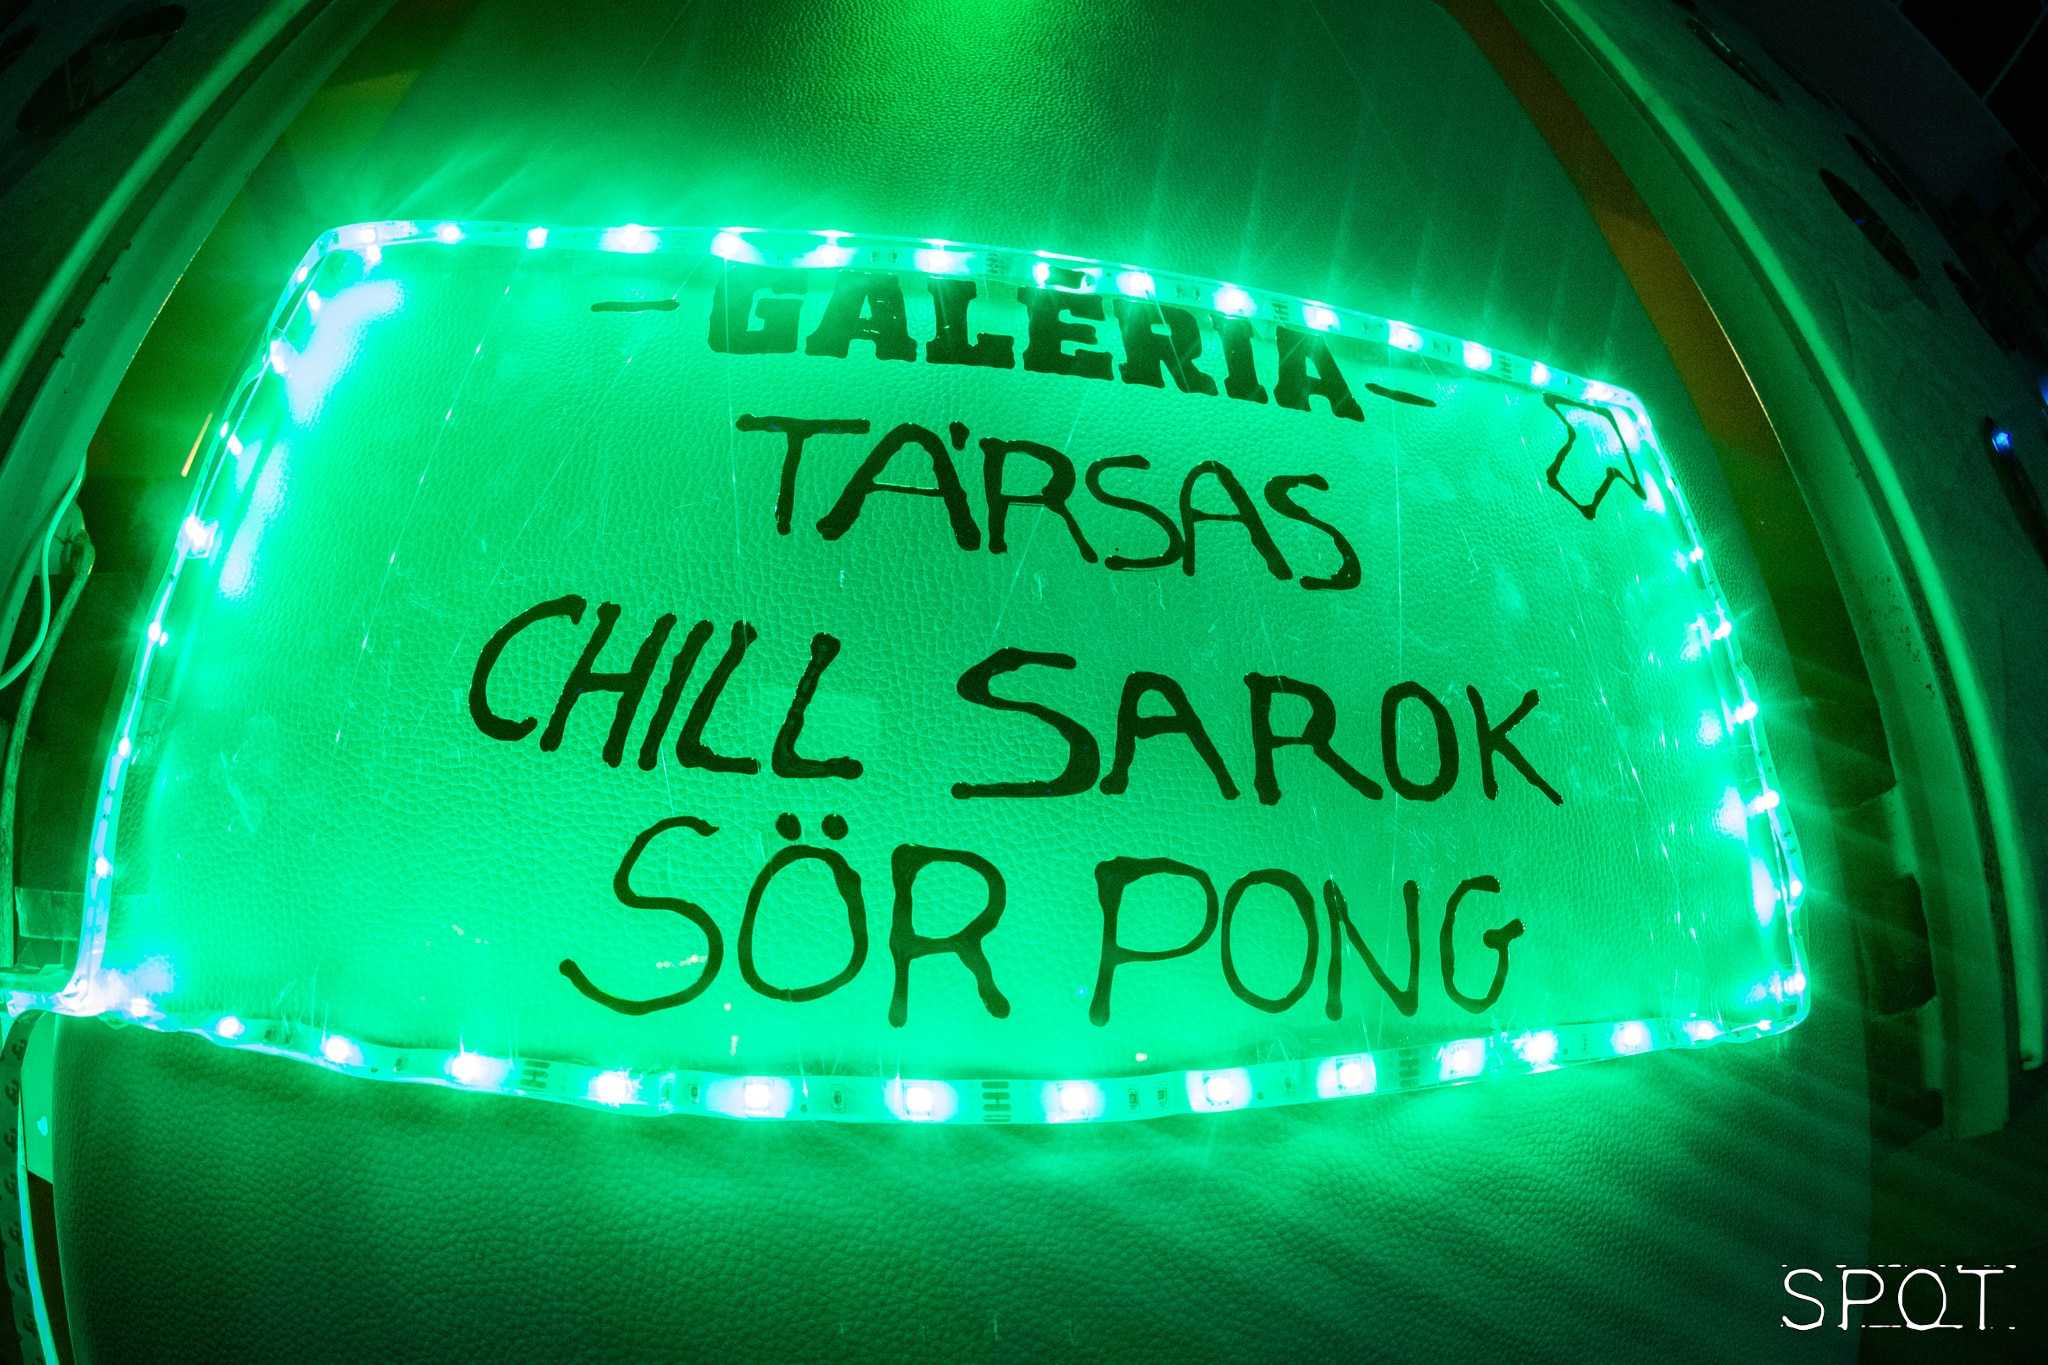 - GALÉRIA -
TÁRSAS
CHILL SAROK
SÖR PONG
SPOT